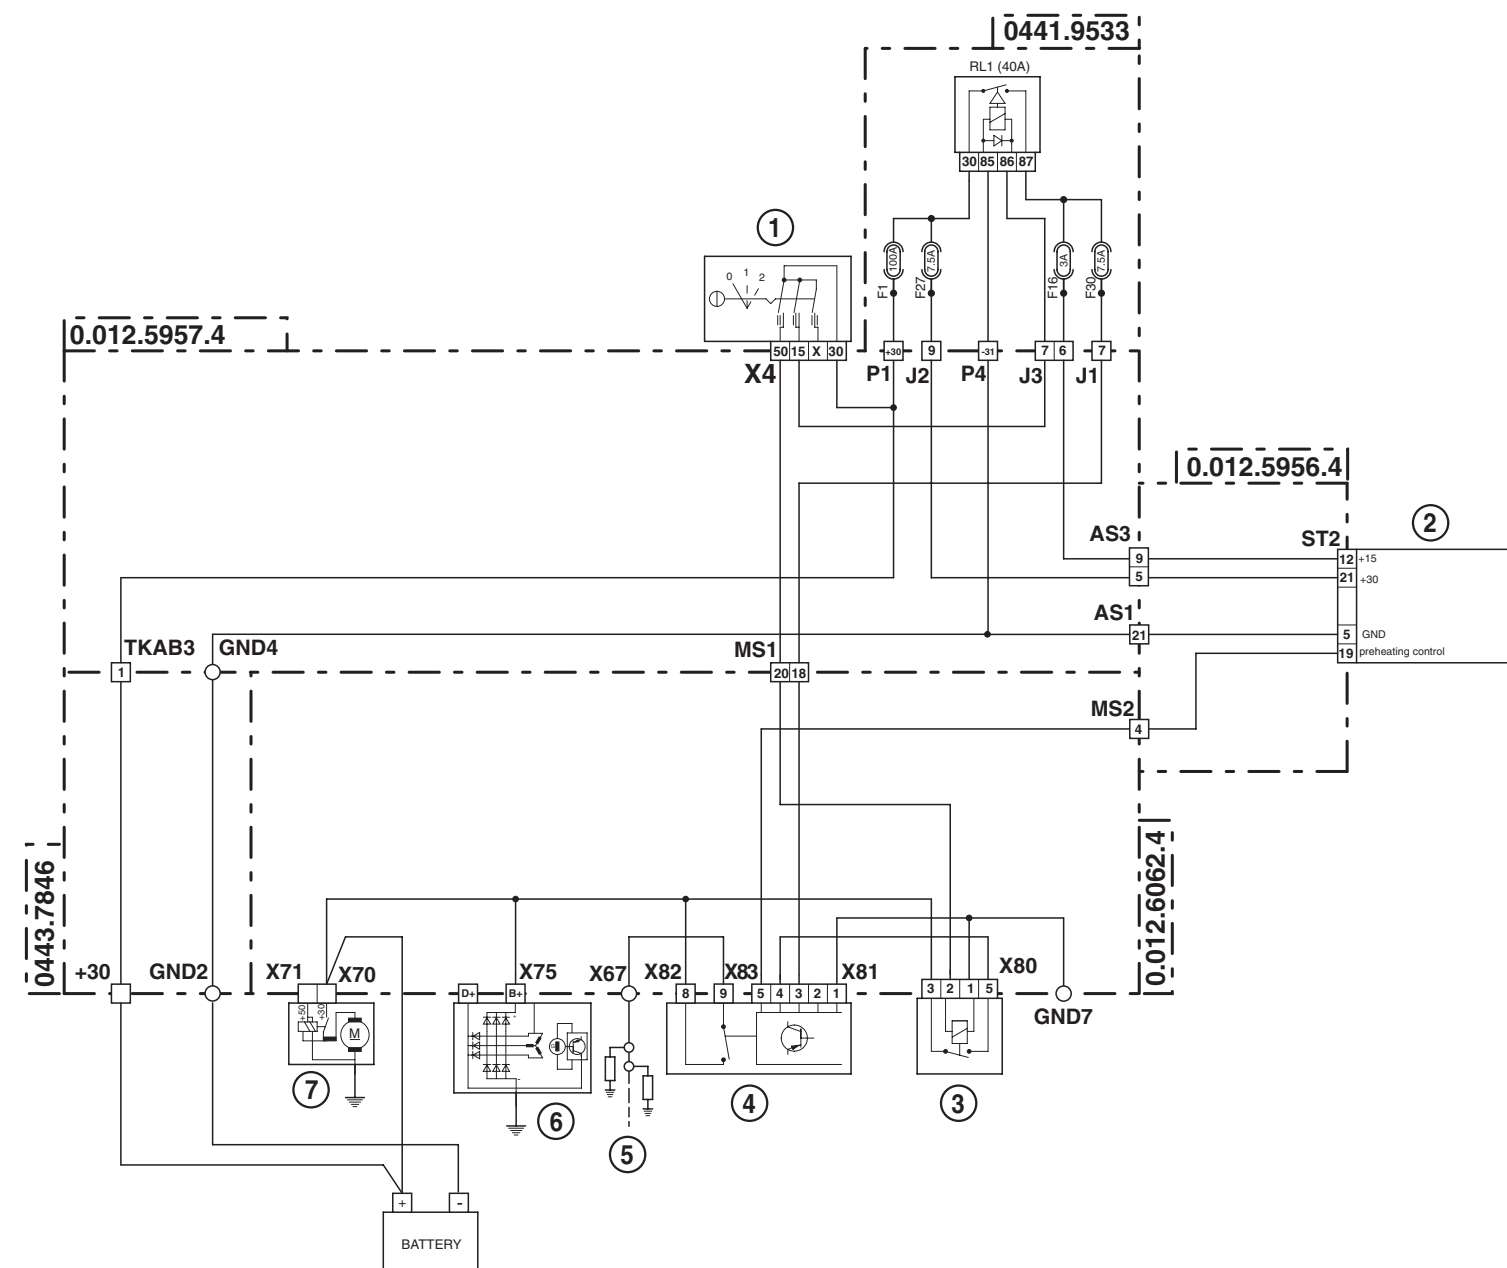 0441.9533
RL1 (40A)
30 85 86 87
1
0 1 2
100A 7.5A 3A 7.5A
F1 F27 F16 F30
0.012.5957.4
50 15 X 30 +30 9 -31 7 6 7
X4 P1 J2 P4 J3 J1
0.012.5956.4
2
AS3 ST2
9 12 +15
5 21 +30
AS1
21 5 GND
19 preheating control
TKAB3 GND4 MS1
1 20 18
MS2
4
0443.7846
0.012.6062.4
+30 GND2 X71 X70 X75 X67 X82 X83 X81 X80
D+ B+ 8 9 5 4 3 2 1 3 2 1 5
GND7
+50 +30 M
+
-
7 6 5 4 3
+ -
BATTERY